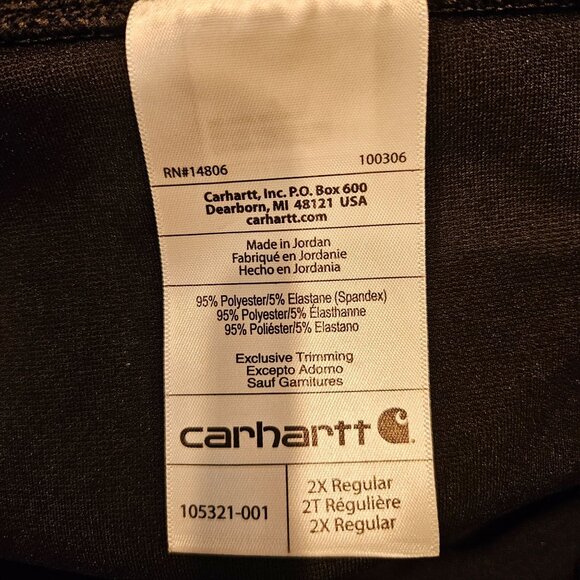 RN#14806 100306
Carhartt, Inc. P.O. Box 600
Dearborn, MI 48121 USA
carhartt.com
Made in Jordan
Fabriqué en Jordanie
Hecho en Jordania
95% Polyester/5% Elastane (Spandex)
95% Polyester/5% Élasthanne
95% Poliéster/5% Elastano
Exclusive Trimming
Excepto Adorno
Sauf Garnitures
carhartt
105321-001
2X Regular
2T Régulière
2X Regular